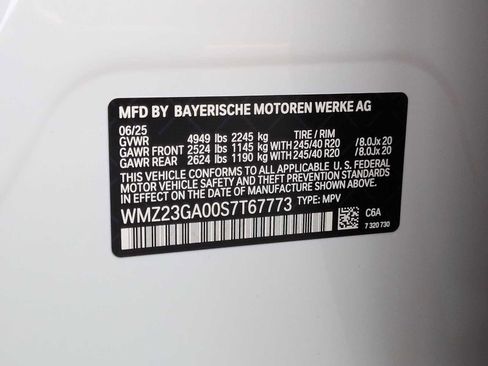 MFD BY BAYERISCHE MOTOREN WERKE AG
06/25
GVWR 4949 lbs 2245 kg TIRE / RIM
GAWR FRONT 2524 lbs 1145 kg WITH 245/40 R20 /8.0Jx 20
GAWR REAR 2624 lbs 1190 kg WITH 245/40 R20 /8.0Jx 20
THIS VEHICLE CONFORMS TO ALL APPLICABLE U.S. FEDERAL
MOTOR VEHICLE SAFETY AND THEFT PREVENTION STANDARDS
IN EFFECT ON THE DATE OF MANUFACTURE SHOWN ABOVE.
WMZ23GA00S7T67773 TYPE: MPV
C6A
7 320 730